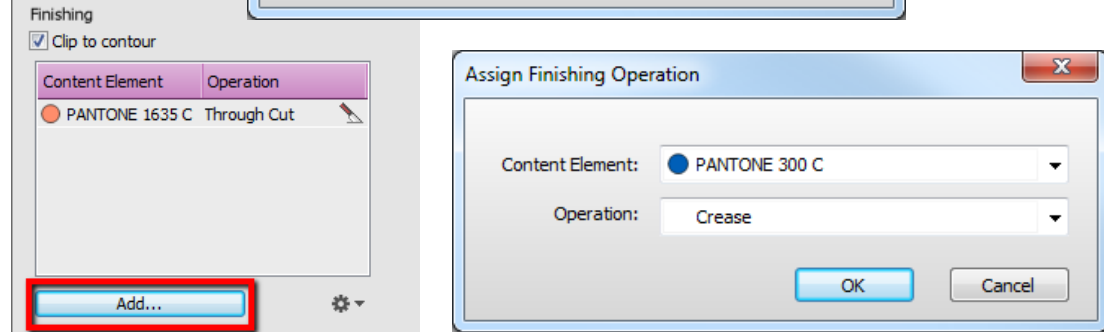 Finishing
Clip to contour
Content Element Operation
PANTONE 1635 C Through Cut
Add...
Assign Finishing Operation
Content Element: PANTONE 300 C
Operation: Crease
OK Cancel